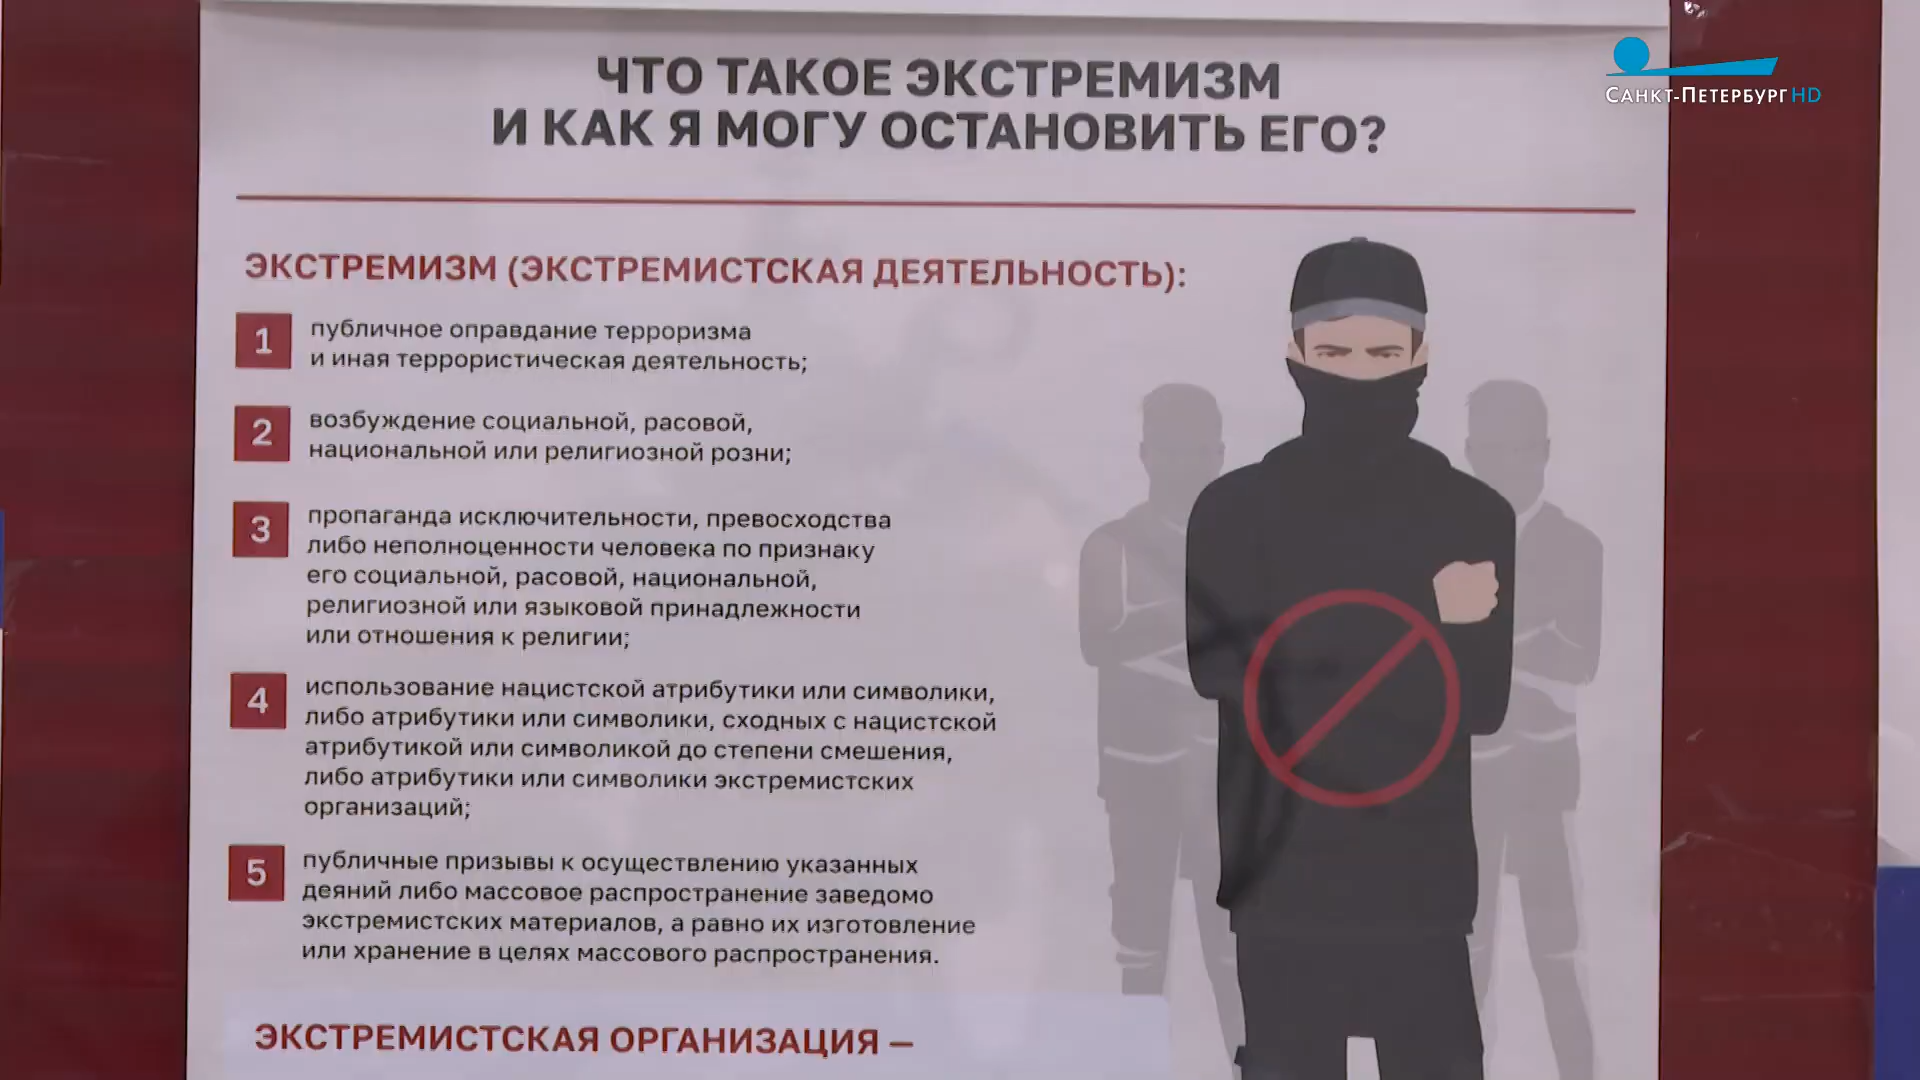 ЧТО ТАКОЕ ЭКСТРЕМИЗМ
И КАК Я МОГУ ОСТАНОВИТЬ ЕГО?
САНКТ-ПЕТЕРБУРГ HD
ЭКСТРЕМИЗМ (ЭКСТРЕМИСТСКАЯ ДЕЯТЕЛЬНОСТЬ):
1 публичное оправдание терроризма
и иная террористическая деятельность;
2 возбуждение социальной, расовой,
национальной или религиозной розни;
3 пропаганда исключительности, превосходства
либо неполноценности человека по признаку
его социальной, расовой, национальной,
религиозной или языковой принадлежности
или отношения к религии;
4 использование нацистской атрибутики или символики,
либо атрибутики или символики, сходных с нацистской
атрибутикой или символикой до степени смешения,
либо атрибутики или символики экстремистских
организаций;
5 публичные призывы к осуществлению указанных
деяний либо массовое распространение заведомо
экстремистских материалов, а равно их изготовление
или хранение в целях массового распространения.
ЭКСТРЕМИСТСКАЯ ОРГАНИЗАЦИЯ —